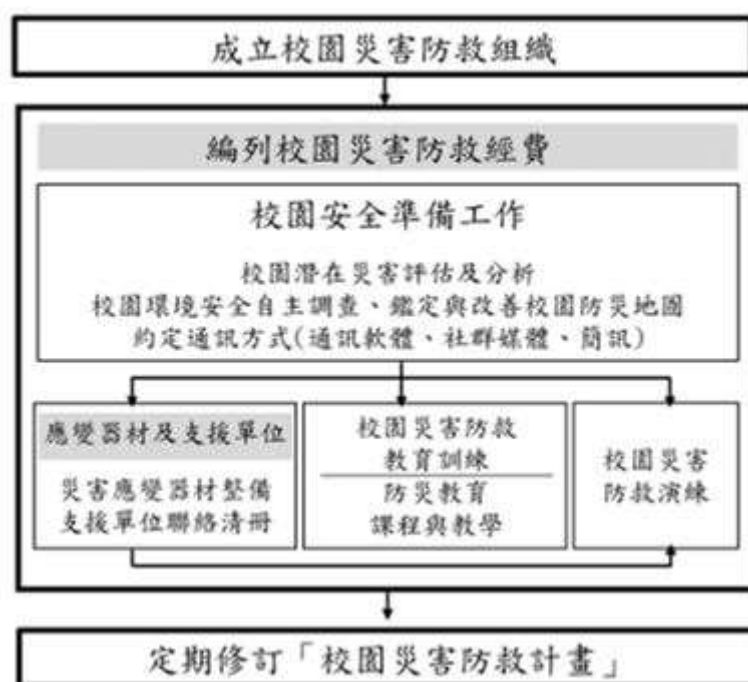 成立校園災害防救組織
編列校園災害防救經費
校園安全準備工作
校園潛在災害評估及分析
校園環境安全自主調查、鑑定與改善校園防災地圖
約定通訊方式(通訊軟體、社群媒體、簡訊)
應變器材及支援單位
災害應變器材整備
支援單位聯絡清冊
校園災害防救
教育訓練
防災教育
課程與教學
校園災害
防救演練
定期修訂「校園災害防救計畫」